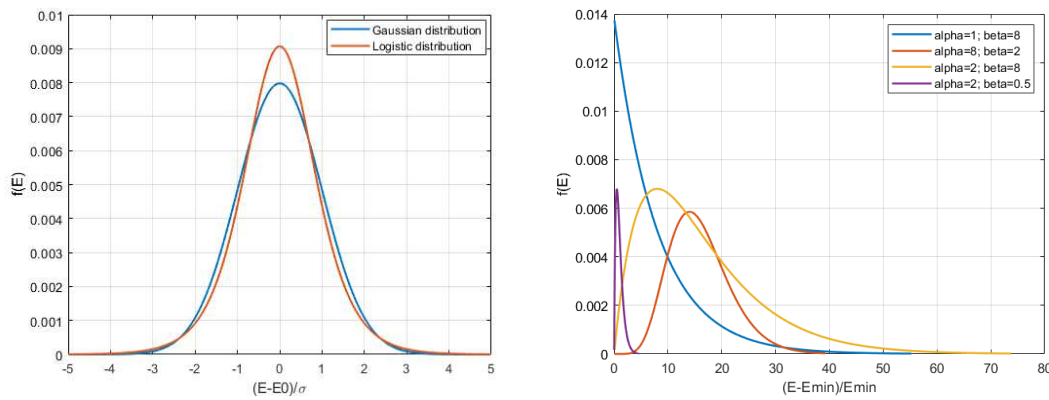 0.01
0.009
0.008
0.007
0.006
0.005
0.004
0.003
0.002
0.001
0
f(E)
Gaussian distribution
Logistic distribution
-5 -4 -3 -2 -1 0 1 2 3 4 5
(E-E0)/σ
0.014
0.012
0.01
0.008
0.006
0.004
0.002
0
f(E)
alpha=1; beta=8
alpha=8; beta=2
alpha=2; beta=8
alpha=2; beta=0.5
0 10 20 30 40 50 60 70 80
(E-Emin)/Emin